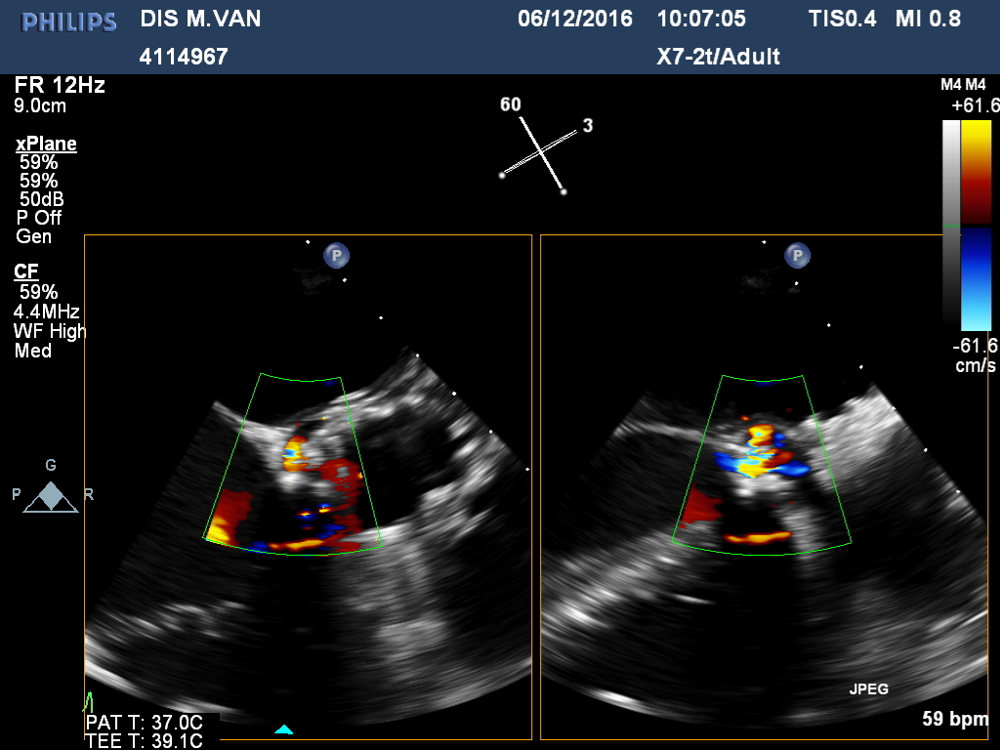 PHILIPS DIS M.VAN 06/12/2016 10:07:05 TIS0.4 MI 0.8
4114967 X7-2t/Adult
FR 12Hz
9.0cm
M4 M4
+61.6
60
3
xPlane
59%
59%
50dB
P Off
Gen
CF
59%
4.4MHz
WF High
Med
-61.6
cm/s
P
P
G
P R
JPEG
PAT T: 37.0C
TEE T: 39.1C
59 bpm